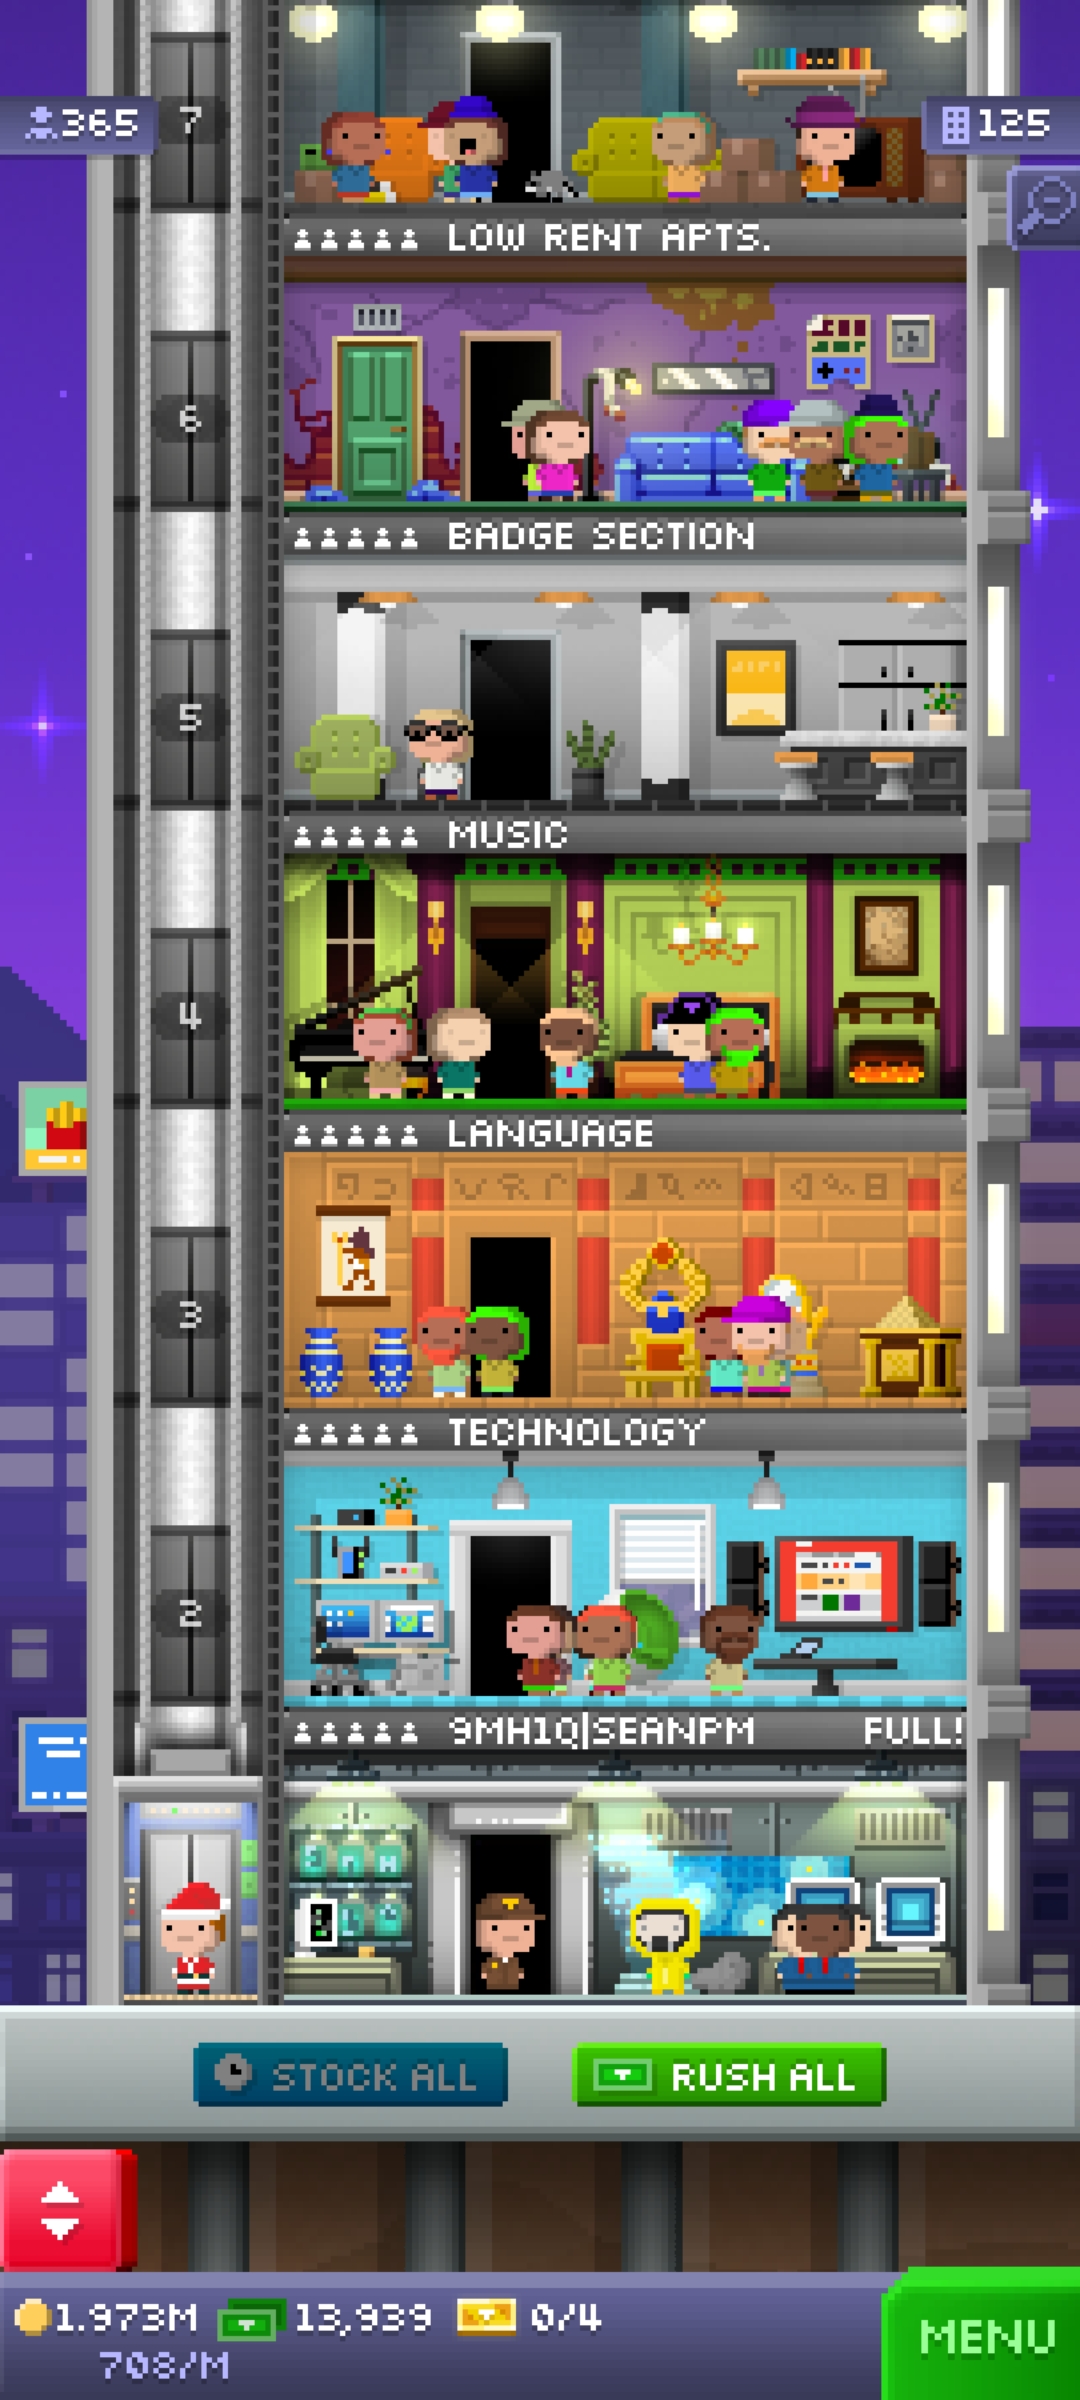 365
7
125
LOW RENT APTS.
6
BADGE SECTION
5
MUSIC
4
LANGUAGE
3
TECHNOLOGY
2
9MH1Q|SEANPM FULL!
STOCK ALL
RUSH ALL
1.973M 13,939 0/4
708/M
MENU